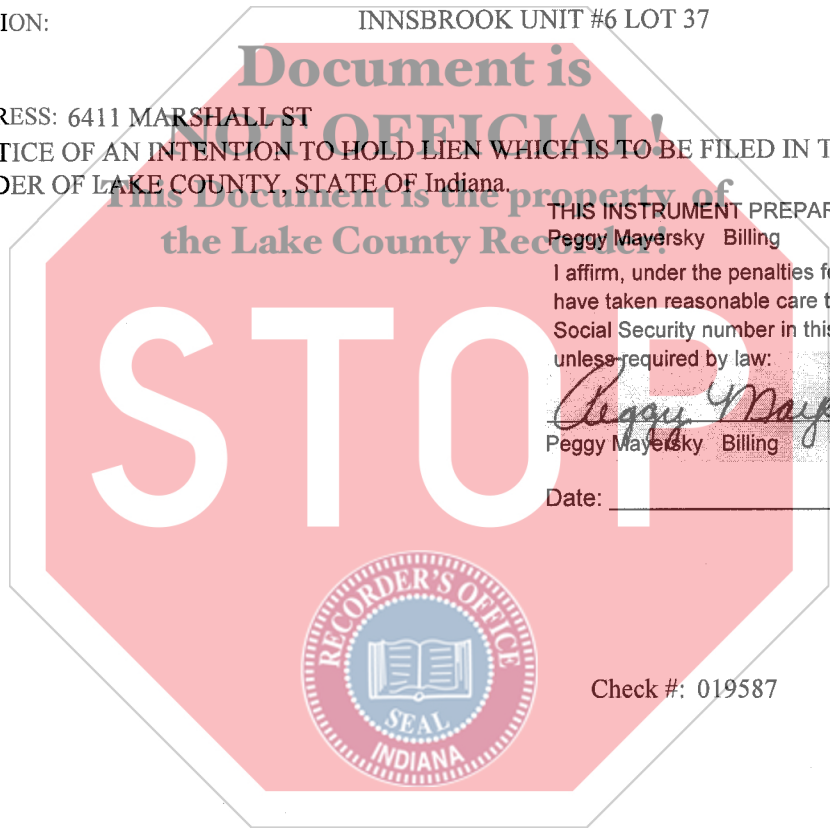 ION:
INNSBROOK UNIT #6 LOT 37
Document is
RESS: 6411 MARSHALL ST
NOT OFFICIAL!
TICE OF AN INTENTION TO HOLD LIEN WHICH IS TO BE FILED IN T
DER OF LAKE COUNTY, STATE OF Indiana.
This Document is the property of
THIS INSTRUMENT PREPAR
the Lake County Recorder!
Peggy Mayersky Billing
I affirm, under the penalties f
have taken reasonable care t
Social Security number in this
unless required by law:
STOP
Peggy May
Peggy Mayersky Billing
Date:
RECORDER'S OFFICE
SEAL
INDIANA
Check #: 019587